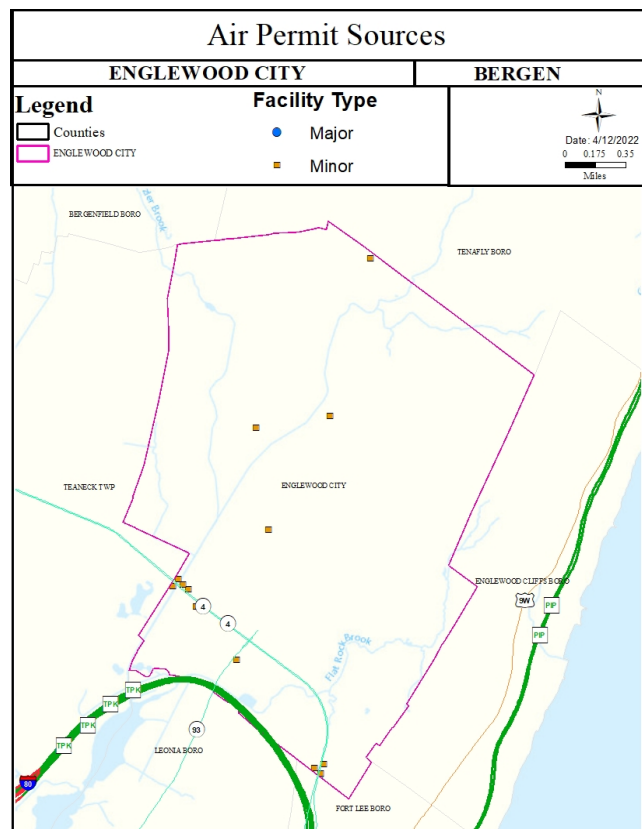 Air Permit Sources
ENGLEWOOD CITY
BERGEN
Legend
Counties
ENGLEWOOD CITY
Facility Type
Major
Minor
N
Date: 4/12/2022
0 0.175 0.35
Miles
BERGENFIELD BORO
Brook
TENAFLY BORO
TEANECK TWP
ENGLEWOOD CITY
ENGLEWOOD CLIFFS BORO
9W
PIP
PIP
4
4
Flat Rock Brook
TPK
TPK
TPK
TPK
93
LEONIA BORO
80
FORT LEE BORO